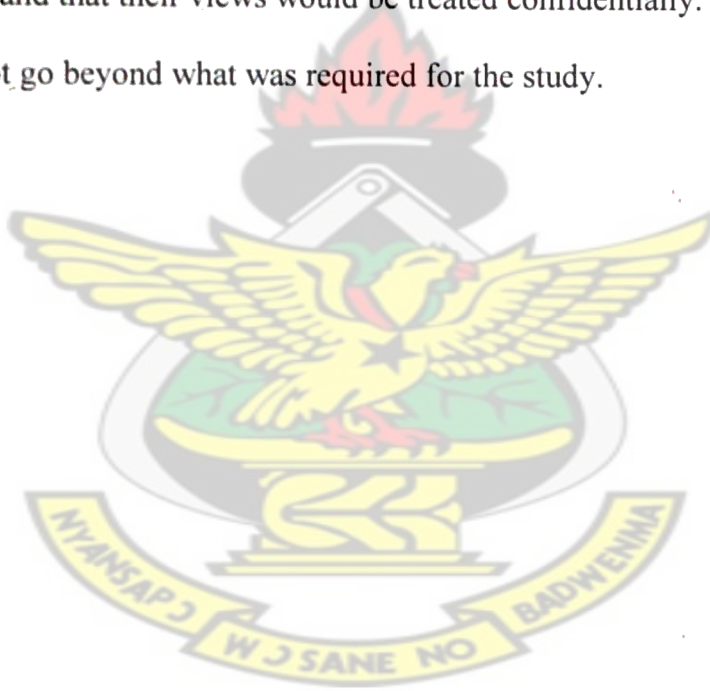 and that their views would be treated confidentially.
t go beyond what was required for the study.
NYANSAPƆ WƆSANE NO BADWENMA